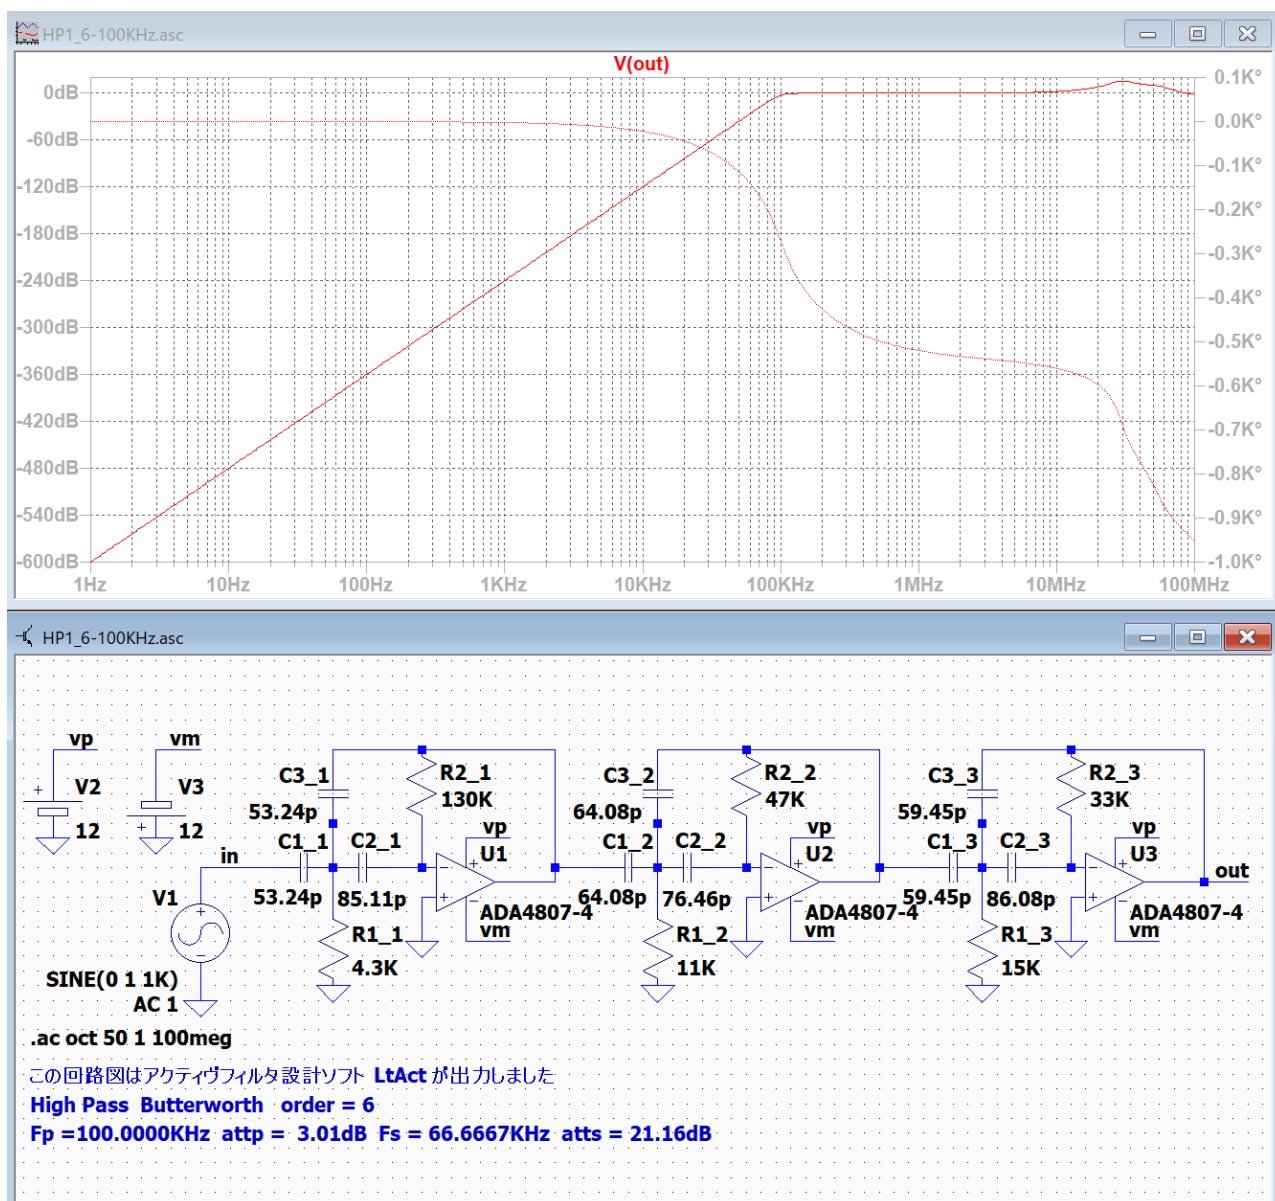 HP1_6-100KHz.asc
V(out)
0dB
-60dB
-120dB
-180dB
-240dB
-300dB
-360dB
-420dB
-480dB
-540dB
-600dB
0.1K°
0.0K°
-0.1K°
-0.2K°
-0.3K°
-0.4K°
-0.5K°
-0.6K°
-0.7K°
-0.8K°
-0.9K°
-1.0K°
1Hz 10Hz 100Hz 1KHz 10KHz 100KHz 1MHz 10MHz 100MHz
HP1_6-100KHz.asc
vp
V2
12
vm
V3
12
in
V1
SINE(0 1 1K)
AC 1
C3_1
53.24p
C1_1
53.24p
C2_1
85.11p
R2_1
130K
R1_1
4.3K
vp
U1
ADA4807-4
vm
C3_2
64.08p
C1_2
64.08p
C2_2
76.46p
R2_2
47K
R1_2
11K
vp
U2
ADA4807-4
vm
C3_3
59.45p
C1_3
59.45p
C2_3
86.08p
R2_3
33K
R1_3
15K
vp
U3
ADA4807-4
vm
out
.ac oct 50 1 100meg
この回路図はアクティヴフィルタ設計ソフト LtAct が出力しました
High Pass Butterworth order = 6
Fp =100.0000KHz attp = 3.01dB Fs = 66.6667KHz atts = 21.16dB